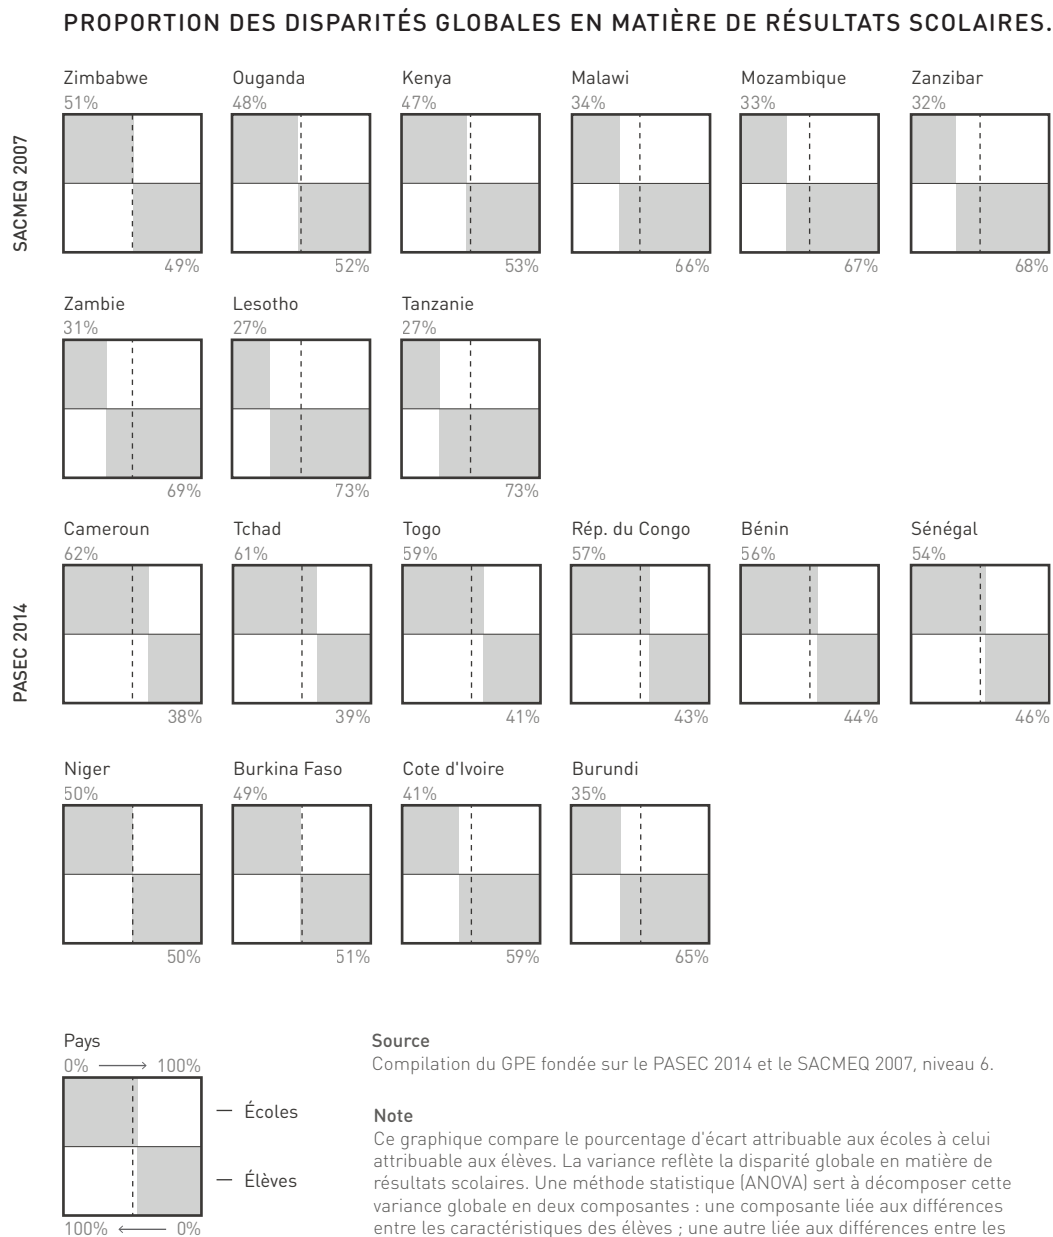 PROPORTION DES DISPARITÉS GLOBALES EN MATIÈRE DE RÉSULTATS SCOLAIRES.
SACMEQ 2007
Zimbabwe Ouganda Kenya Malawi Mozambique Zanzibar
51% 48% 47% 34% 33% 32%
49% 52% 53% 66% 67% 68%
Zambie Lesotho Tanzanie
31% 27% 27%
69% 73% 73%
PASEC 2014
Cameroun Tchad Togo Rép. du Congo Bénin Sénégal
62% 61% 59% 57% 56% 54%
38% 39% 41% 43% 44% 46%
Niger Burkina Faso Cote d'Ivoire Burundi
50% 49% 41% 35%
50% 51% 59% 65%
Pays
0% 100%
Écoles
Élèves
100% 0%
Source
Compilation du GPE fondée sur le PASEC 2014 et le SACMEQ 2007, niveau 6.
Note
Ce graphique compare le pourcentage d'écart attribuable aux écoles à celui
attribuable aux élèves. La variance reflète la disparité globale en matière de
résultats scolaires. Une méthode statistique (ANOVA) sert à décomposer cette
variance globale en deux composantes : une composante liée aux différences
entre les caractéristiques des élèves ; une autre liée aux différences entre les